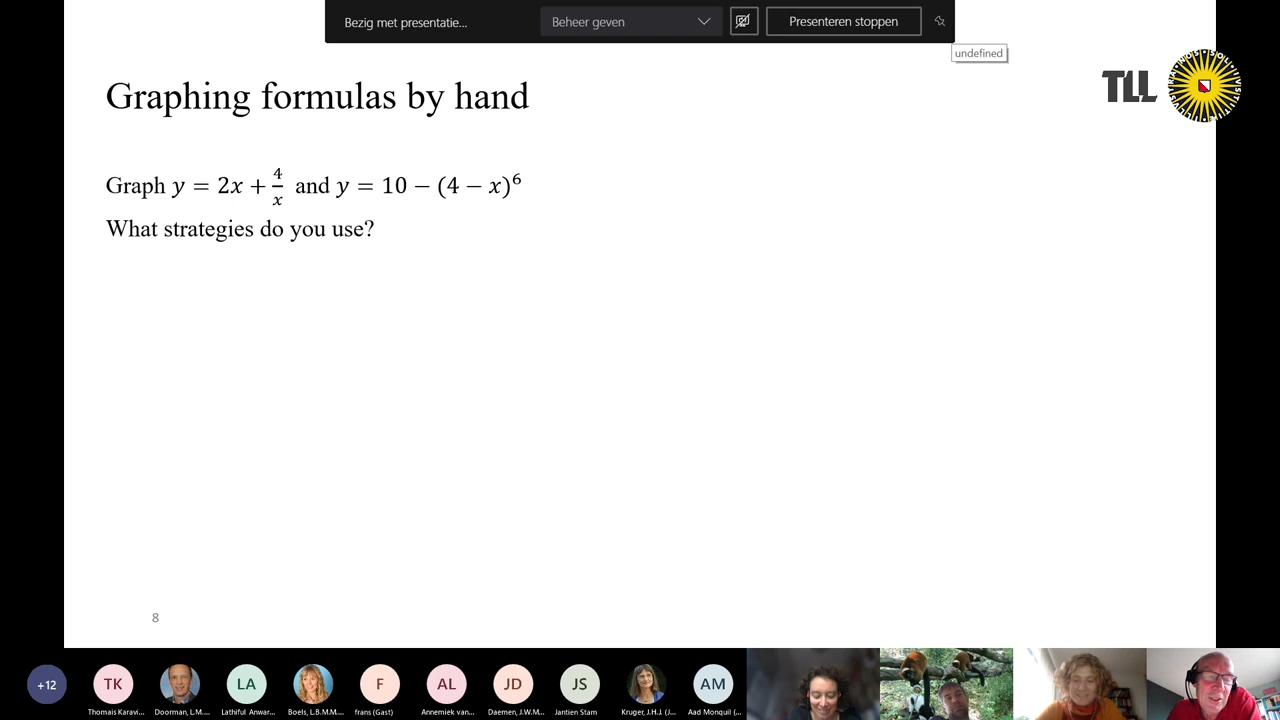 Bezig met presentatie...
Beheer geven
Presenteren stoppen
undefined
TLL
Graphing formulas by hand
Graph 𝑦 = 2𝑥 + 4/𝑥 and 𝑦 = 10 − (4 − 𝑥)⁶
What strategies do you use?
8
+12
TK
LA
F
AL
JD
JS
AM
Thomais Karavi...
Doorman, L.M....
Lathiful Anwar...
Boels, L.B.M.M....
frans (Gast)
Annemiek van...
Daemen, J.W.M...
Jantien Stam
Kruger, J.H.J. (J...
Aad Monquil (...